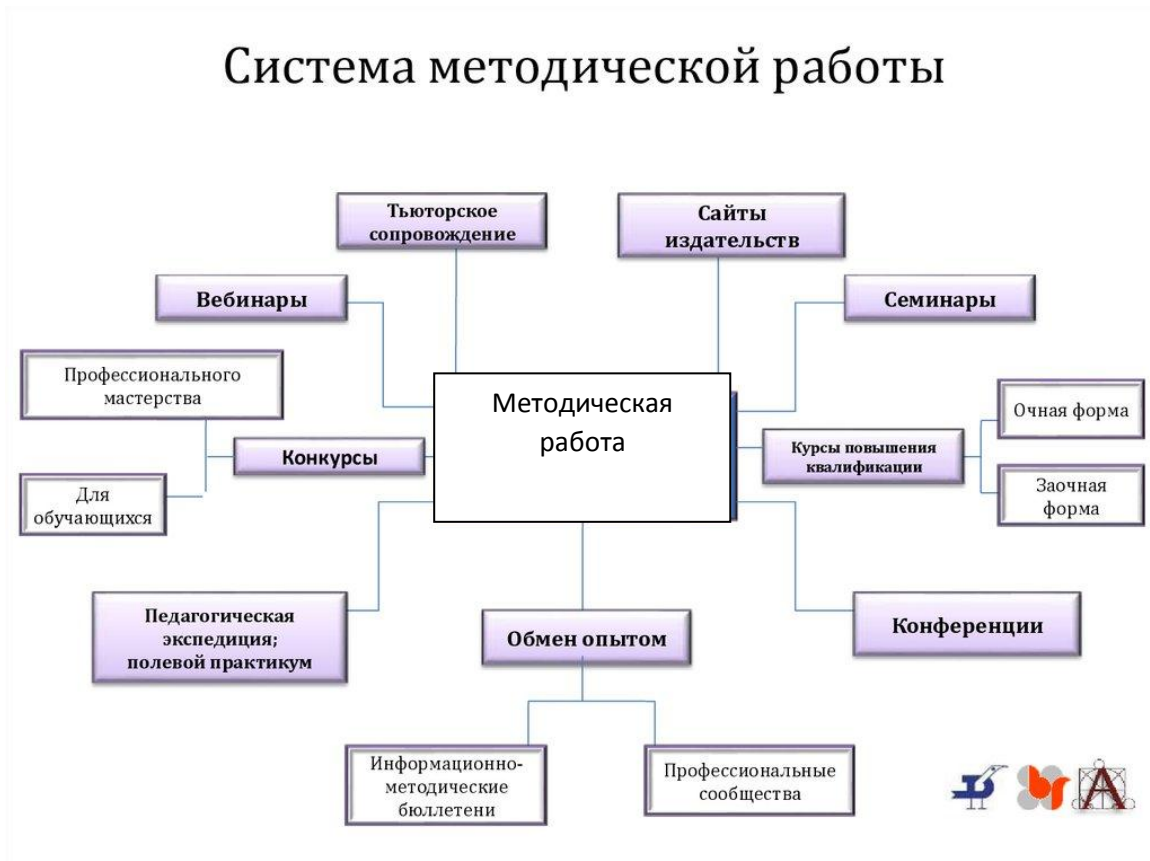 Система методической работы
Тьюторское
сопровождение
Сайты
издательств
Вебинары
Семинары
Профессионального
мастерства
Методическая
работа
Очная форма
Конкурсы
Курсы повышения
квалификации
Для
обучающихся
Заочная
форма
Педагогическая
экспедиция;
полевой практикум
Обмен опытом
Конференции
Информационно-
методические
бюллетени
Профессиональные
сообщества